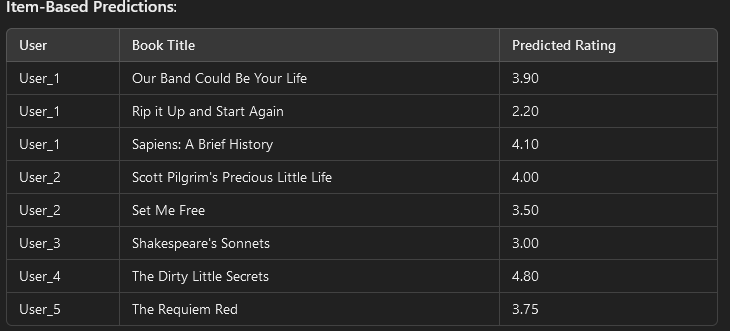 Item-Based Predictions:
User Book Title Predicted Rating
User_1 Our Band Could Be Your Life 3.90
User_1 Rip it Up and Start Again 2.20
User_1 Sapiens: A Brief History 4.10
User_2 Scott Pilgrim's Precious Little Life 4.00
User_2 Set Me Free 3.50
User_3 Shakespeare's Sonnets 3.00
User_4 The Dirty Little Secrets 4.80
User_5 The Requiem Red 3.75